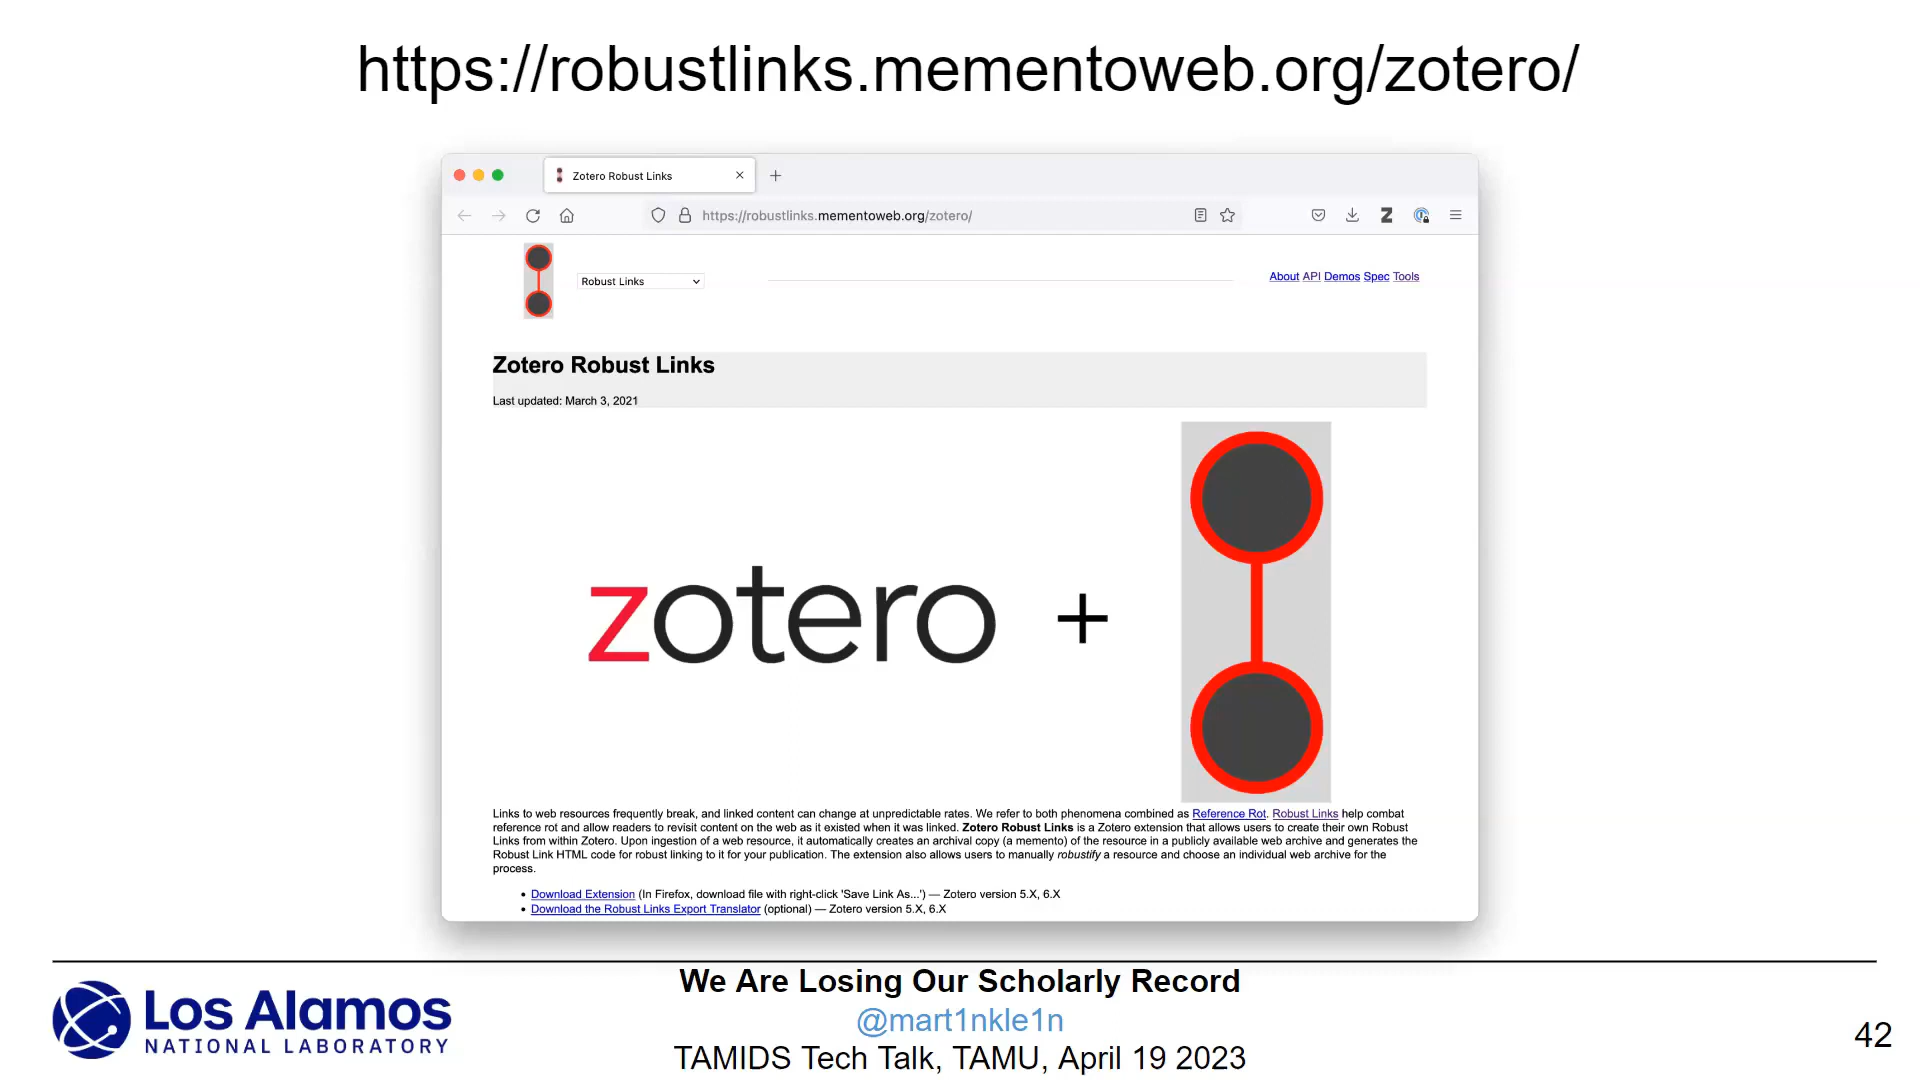 https://robustlinks.mementoweb.org/zotero/
Zotero Robust Links
https://robustlinks.mementoweb.org/zotero/
Robust Links
About API Demos Spec Tools
Zotero Robust Links
Last updated: March 3, 2021
zotero +
Links to web resources frequently break, and linked content can change at unpredictable rates. We refer to both phenomena combined as Reference Rot. Robust Links help combat
reference rot and allow readers to revisit content on the web as it existed when it was linked. Zotero Robust Links is a Zotero extension that allows users to create their own Robust
Links from within Zotero. Upon ingestion of a web resource, it automatically creates an archival copy (a memento) of the resource in a publicly available web archive and generates the
Robust Link HTML code for robust linking to it for your publication. The extension also allows users to manually robustify a resource and choose an individual web archive for the
process.
• Download Extension (In Firefox, download file with right-click 'Save Link As...') — Zotero version 5.X, 6.X
• Download the Robust Links Export Translator (optional) — Zotero version 5.X, 6.X
We Are Losing Our Scholarly Record
@mart1nkle1n
TAMIDS Tech Talk, TAMU, April 19 2023
Los Alamos
NATIONAL LABORATORY
42